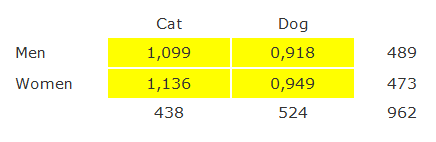 Cat Dog
Men 1,099 0,918 489
Women 1,136 0,949 473
438 524 962